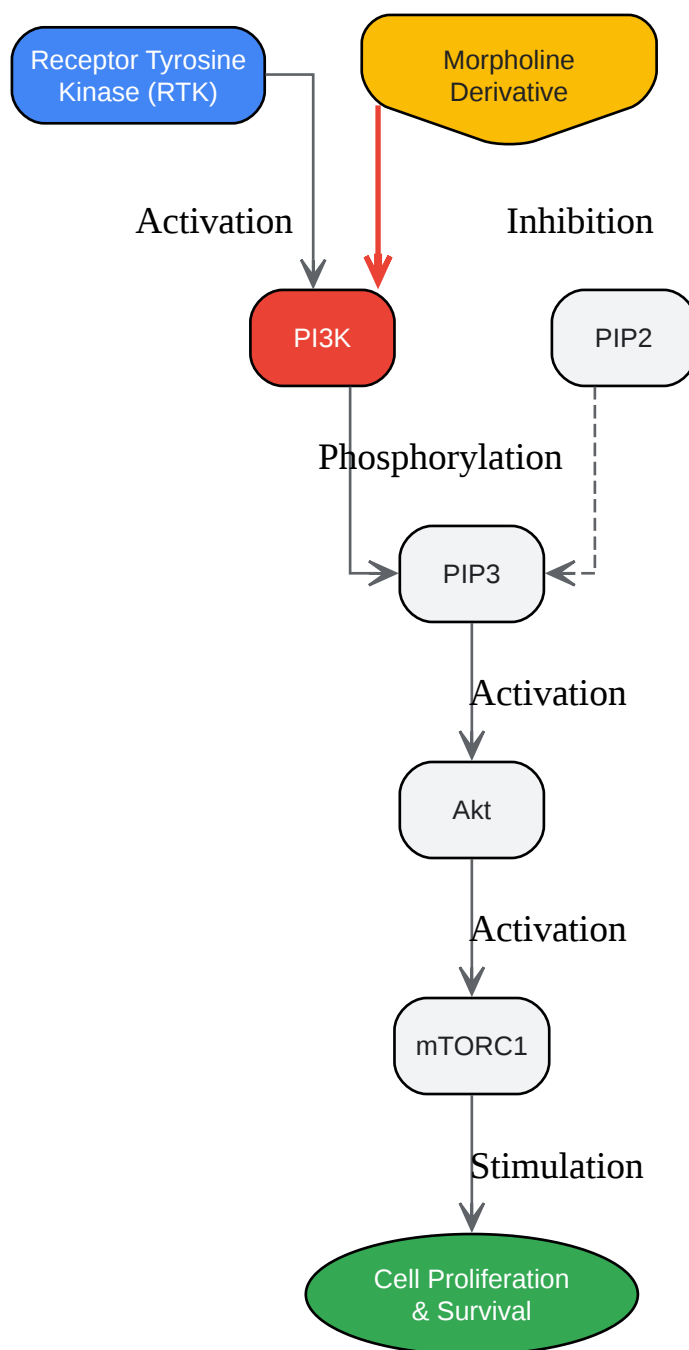 Receptor Tyrosine
Kinase (RTK)
Morpholine
Derivative
Activation
Inhibition
PI3K
PIP2
Phosphorylation
PIP3
Activation
Akt
Activation
mTORC1
Stimulation
Cell Proliferation
& Survival